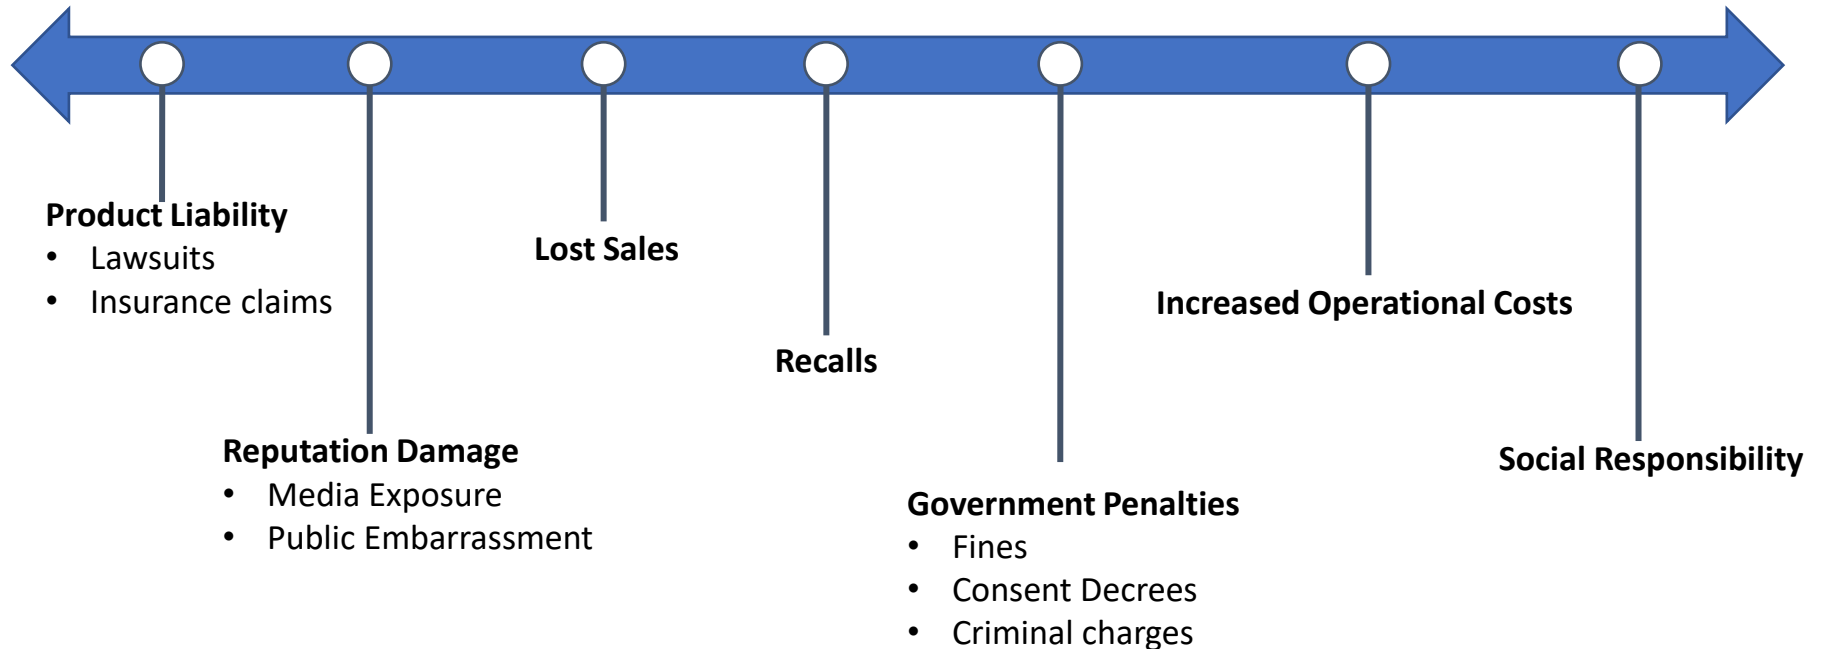 Product Liability
• Lawsuits
• Insurance claims
Reputation Damage
• Media Exposure
• Public Embarrassment
Lost Sales
Recalls
Government Penalties
• Fines
• Consent Decrees
• Criminal charges
Increased Operational Costs
Social Responsibility